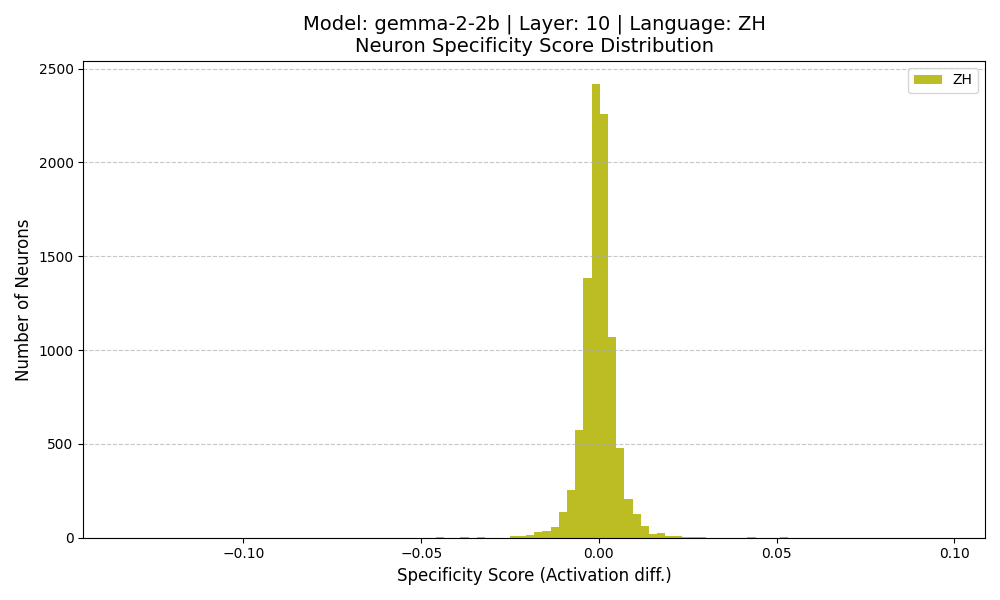 Model: gemma-2-2b | Layer: 10 | Language: ZH
Neuron Specificity Score Distribution
ZH
Number of Neurons
2500
2000
1500
1000
500
0
−0.10
−0.05
0.00
0.05
0.10
Specificity Score (Activation diff.)